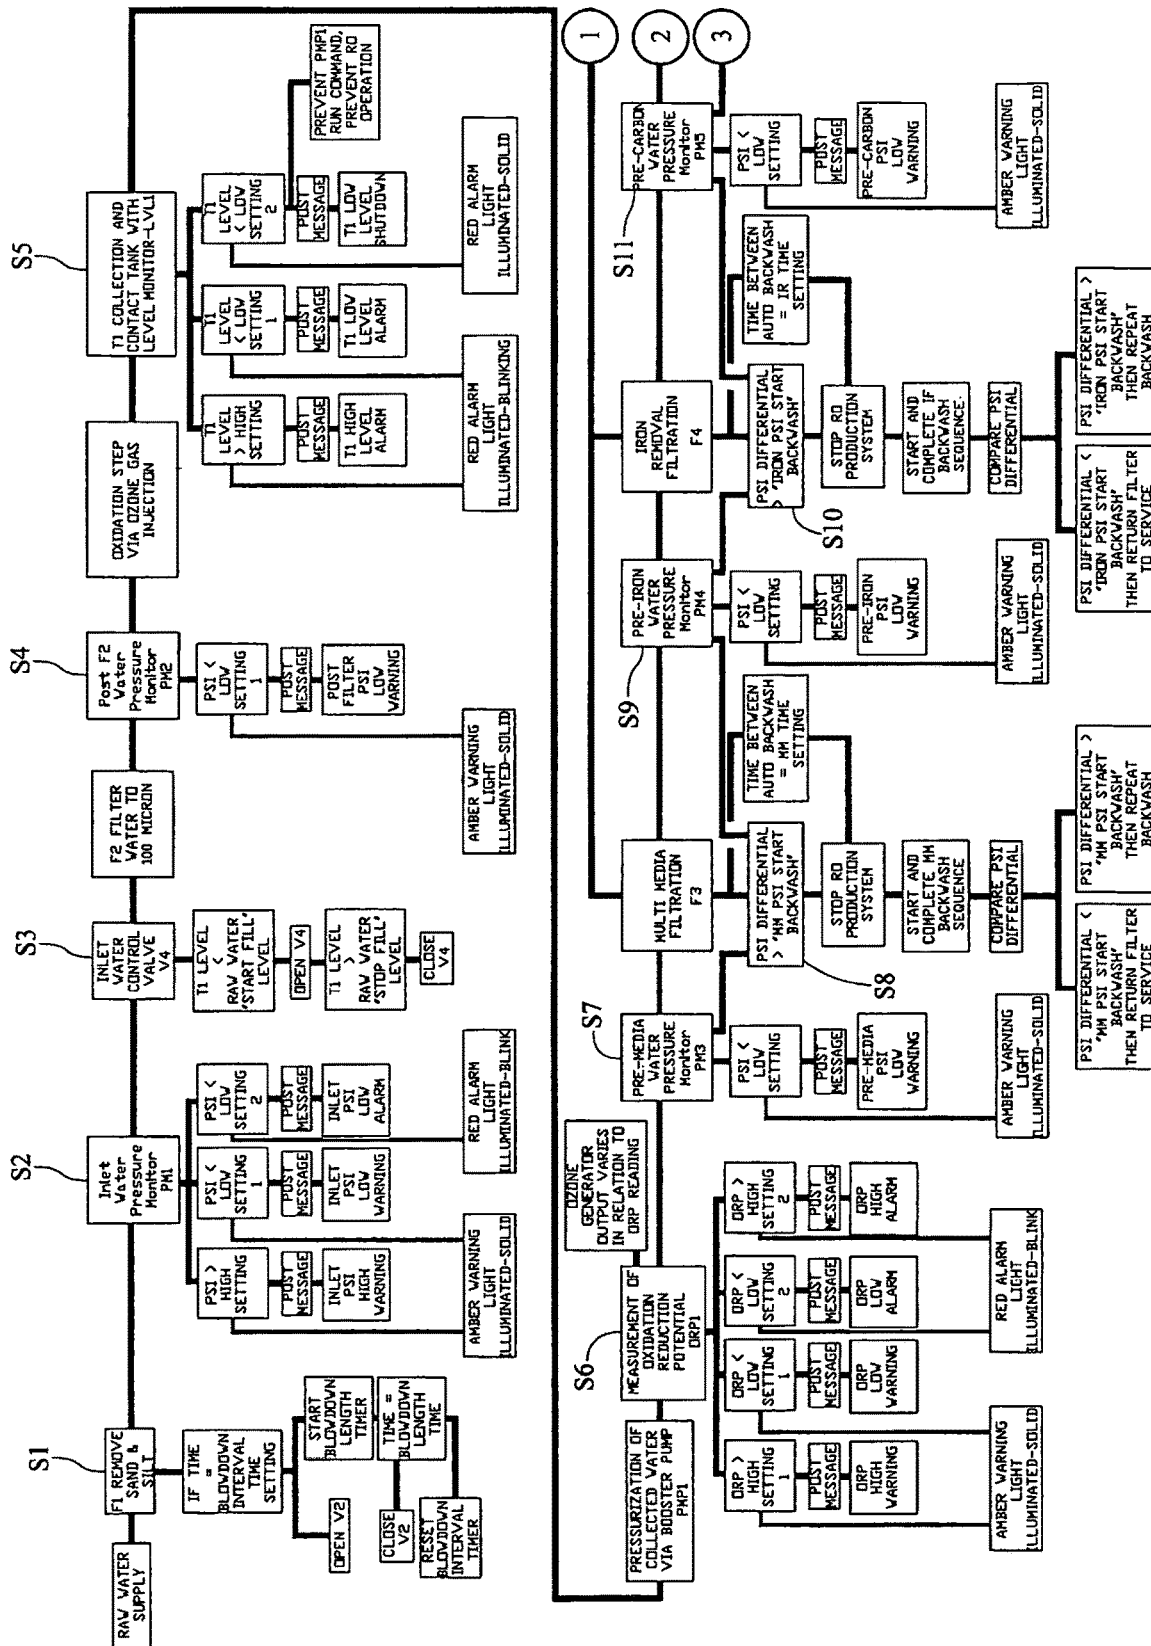 RAW WATER
SUPPLY
S1
F1 REMOVE
SAND &
SILT
IF TIME
=
BLOWDOWN
INTERVAL
TIME
SETTING
OPEN V2
START
BLOWDOWN
LENGTH
TIMER
TIME =
BLOWDOWN
LENGTH
TIME
CLOSE
V2
RESET
BLOWDOWN
INTERVAL
TIMER
S2
Inlet
Water
Pressure
Monitor
PM1
PSI >
HIGH
SETTING
POST
MESSAGE
INLET
PSI
HIGH
WARNING
PSI <
LOW
SETTING
1
POST
MESSAGE
INLET
PSI
LOW
WARNING
PSI <
LOW
SETTING
2
POST
MESSAGE
INLET
PSI
LOW
ALARM
AMBER WARNING
LIGHT
ILLUMINATED-SOLID
RED ALARM
LIGHT
ILLUMINATED-BLINK
S3
INLET
WATER
CONTROL
VALVE
V4
T1 LEVEL
<
RAW WATER
'START FILL'
LEVEL
OPEN V4
T1 LEVEL
>
RAW WATER
'STOP FILL'
LEVEL
CLOSE
V4
F2 FILTER
WATER TO
100 MICRON
S4
Post F2
Water
Pressure
Monitor
PM2
PSI <
LOW
SETTING
1
POST
MESSAGE
POST
FILTER
PSI
LOW
WARNING
AMBER WARNING
LIGHT
ILLUMINATED-SOLID
OXIDATION STEP
VIA OZONE GAS
INJECTION
S5
T1 COLLECTION AND
CONTACT TANK WITH
LEVEL MONITOR-LVL1
T1
LEVEL
> HIGH
SETTING
POST
MESSAGE
T1 HIGH
LEVEL
ALARM
T1
LEVEL
< LOW
SETTING
1
POST
MESSAGE
T1 LOW
LEVEL
ALARM
T1
LEVEL
< LOW
SETTING
2
POST
MESSAGE
T1 LOW
LEVEL
SHUTDOWN
PREVENT PMP1
RUN COMMAND,
PREVENT RO
OPERATION
RED ALARM
LIGHT
ILLUMINATED-BLINKING
RED ALARM
LIGHT
ILLUMINATED-SOLID
PRESSURIZATION OF
COLLECTED WATER
VIA BOOSTER PUMP
PMP1
S6
MEASUREMENT OF
OXIDATION
REDUCTION
POTENTIAL
ORP1
OZONE
GENERATOR
OUTPUT VARIES
IN RELATION TO
ORP READING
ORP >
HIGH
SETTING
1
POST
MESSAGE
ORP
HIGH
WARNING
ORP <
LOW
SETTING
1
POST
MESSAGE
ORP
LOW
WARNING
ORP <
LOW
SETTING
2
POST
MESSAGE
ORP
LOW
ALARM
ORP >
HIGH
SETTING
2
POST
MESSAGE
ORP
HIGH
ALARM
AMBER WARNING
LIGHT
ILLUMINATED-SOLID
RED ALARM
LIGHT
ILLUMINATED-BLINK
S7
PRE-MEDIA
WATER
PRESSURE
Monitor
PM3
PSI <
LOW
SETTING
POST
MESSAGE
PRE-MEDIA
PSI
LOW
WARNING
AMBER WARNING
LIGHT
ILLUMINATED-SOLID
MULTI MEDIA
FILTRATION
F3
S8
PSI DIFFERENTIAL
> 'MM PSI START
BACKWASH'
TIME BETWEEN
AUTO BACKWASH
= MM TIME
SETTING
STOP RO
PRODUCTION
SYSTEM
START AND
COMPLETE MM
BACKWASH
SEQUENCE
COMPARE PSI
DIFFERENTIAL
PSI DIFFERENTIAL <
'MM PSI START
BACKWASH'
THEN RETURN FILTER
TO SERVICE
PSI DIFFERENTIAL >
'MM PSI START
BACKWASH'
THEN REPEAT
BACKWASH
S9
PRE-IRON
WATER
PRESSURE
Monitor
PM4
PSI <
LOW
SETTING
POST
MESSAGE
PRE-IRON
PSI
LOW
WARNING
AMBER WARNING
LIGHT
ILLUMINATED-SOLID
IRON
REMOVAL
FILTRATION
F4
S10
PSI DIFFERENTIAL
> 'IRON PSI START
BACKWASH'
TIME BETWEEN
AUTO BACKWASH
= IR TIME
SETTING
STOP RO
PRODUCTION
SYSTEM
START AND
COMPLETE IF
BACKWASH
SEQUENCE
COMPARE PSI
DIFFERENTIAL
PSI DIFFERENTIAL <
'IRON PSI START
BACKWASH'
THEN RETURN FILTER
TO SERVICE
PSI DIFFERENTIAL >
'IRON PSI START
BACKWASH'
THEN REPEAT
BACKWASH
S11
PRE-CARBON
WATER
PRESSURE
Monitor
PM5
PSI <
LOW
SETTING
POST
MESSAGE
PRE-CARBON
PSI
LOW
WARNING
AMBER WARNING
LIGHT
ILLUMINATED-SOLID
1
2
3